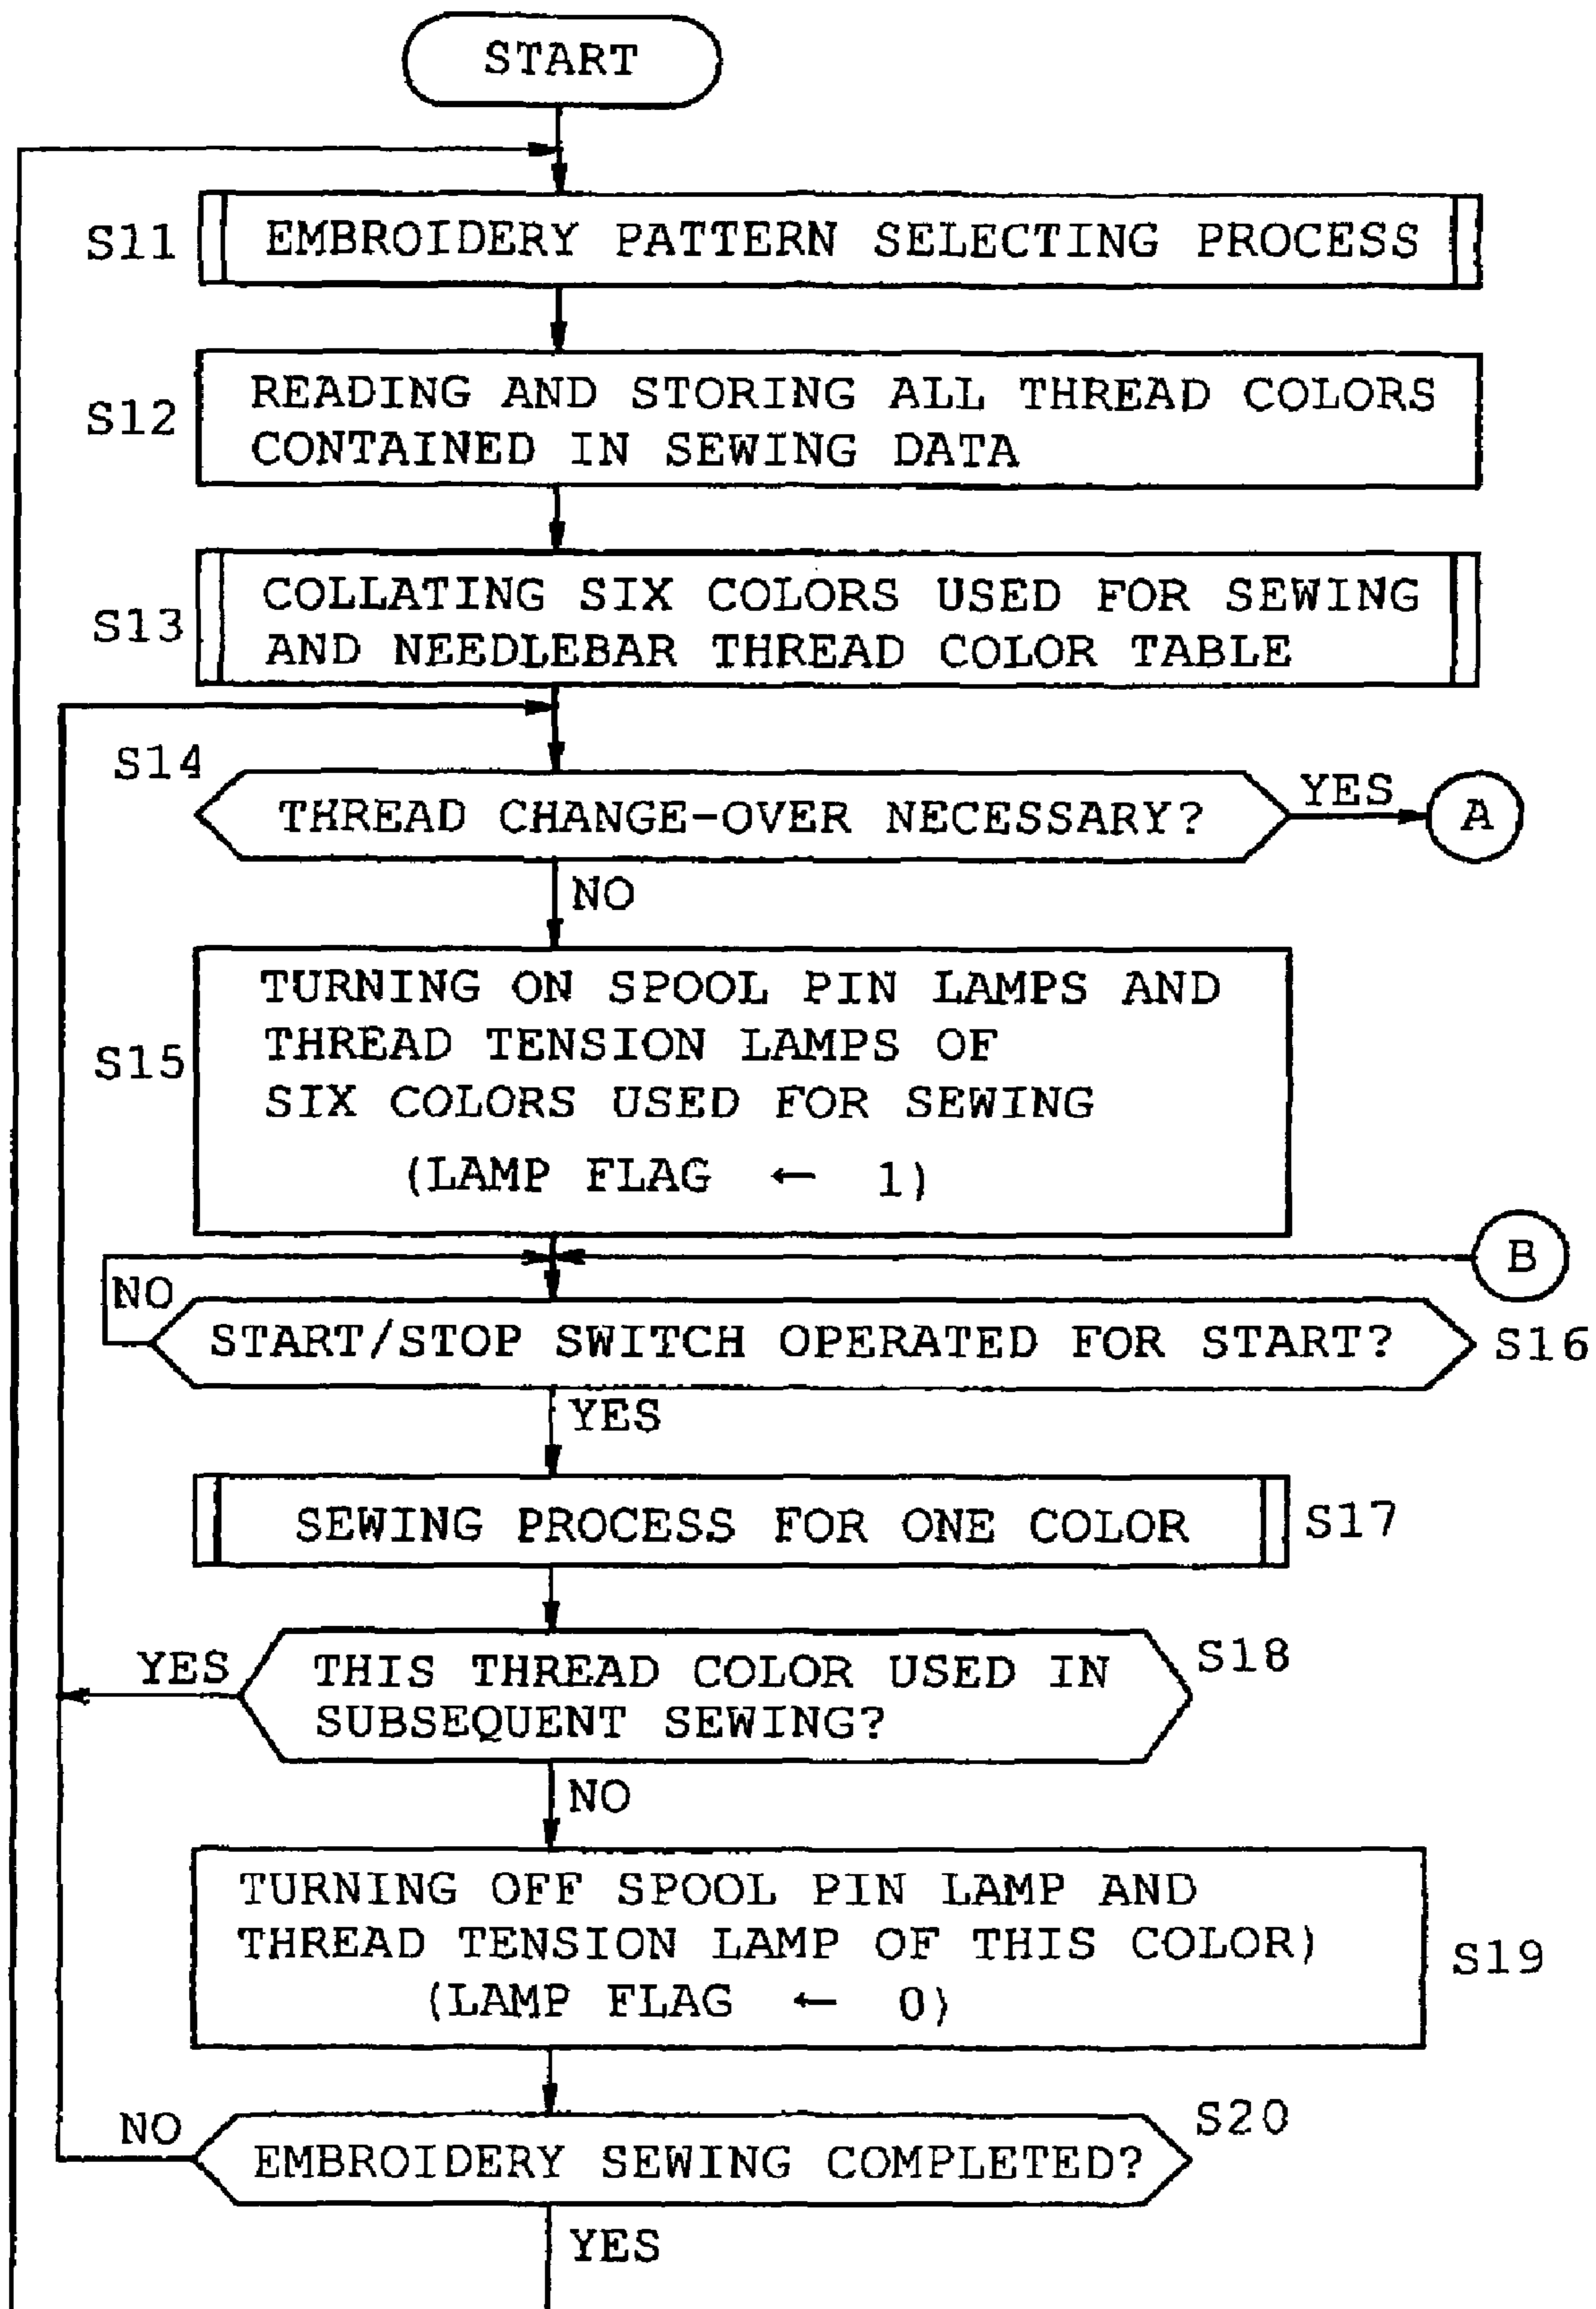 START
S11
EMBROIDERY PATTERN SELECTING PROCESS
S12
READING AND STORING ALL THREAD COLORS
CONTAINED IN SEWING DATA
S13
COLLATING SIX COLORS USED FOR SEWING
AND NEEDLEBAR THREAD COLOR TABLE
S14
THREAD CHANGE-OVER NECESSARY?
YES
A
NO
S15
TURNING ON SPOOL PIN LAMPS AND
THREAD TENSION LAMPS OF
SIX COLORS USED FOR SEWING
(LAMP FLAG ← 1)
B
NO
START/STOP SWITCH OPERATED FOR START?
S16
YES
SEWING PROCESS FOR ONE COLOR
S17
YES
THIS THREAD COLOR USED IN
SUBSEQUENT SEWING?
S18
NO
TURNING OFF SPOOL PIN LAMP AND
THREAD TENSION LAMP OF THIS COLOR)
(LAMP FLAG ← 0)
S19
NO
EMBROIDERY SEWING COMPLETED?
S20
YES